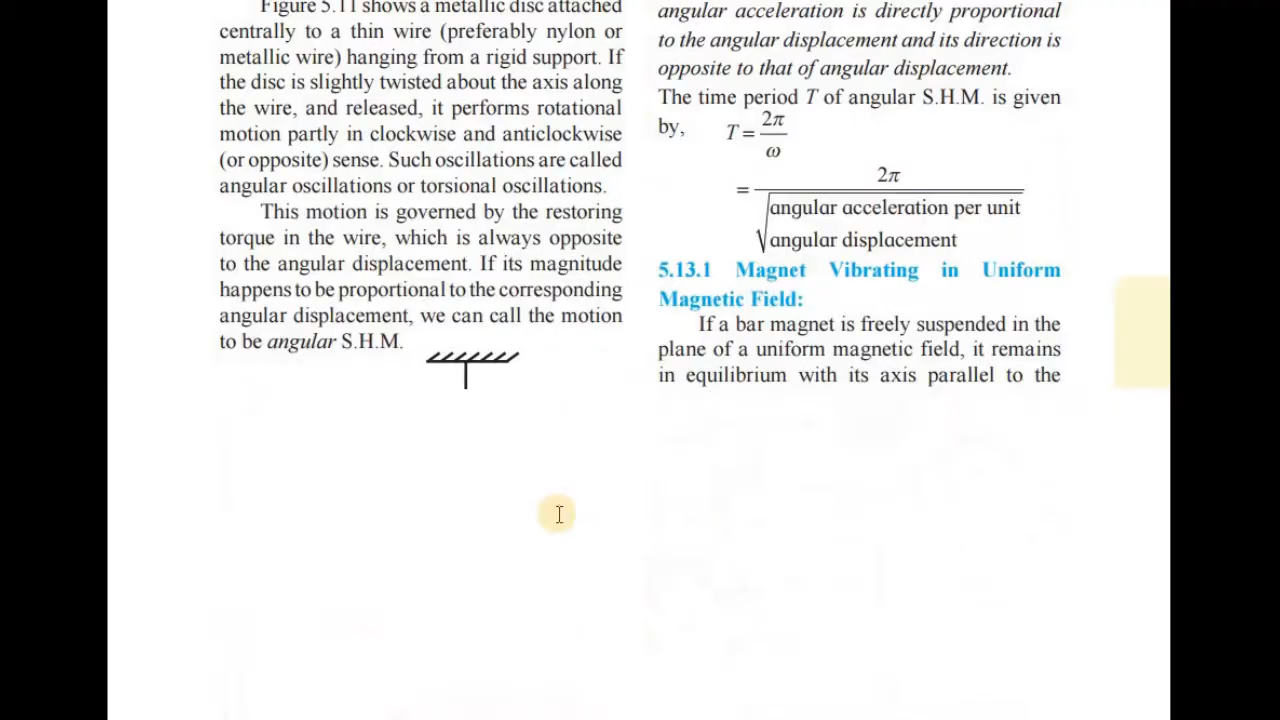 Figure 5.11 shows a metallic disc attached
centrally to a thin wire (preferably nylon or
metallic wire) hanging from a rigid support. If
the disc is slightly twisted about the axis along
the wire, and released, it performs rotational
motion partly in clockwise and anticlockwise
(or opposite) sense. Such oscillations are called
angular oscillations or torsional oscillations.
This motion is governed by the restoring
torque in the wire, which is always opposite
to the angular displacement. If its magnitude
happens to be proportional to the corresponding
angular displacement, we can call the motion
to be angular S.H.M.
angular acceleration is directly proportional
to the angular displacement and its direction is
opposite to that of angular displacement.
The time period T of angular S.H.M. is given
by, T = 2π/ω
= 2π/√(angular acceleration per unit
angular displacement)
5.13.1 Magnet Vibrating in Uniform
Magnetic Field:
If a bar magnet is freely suspended in the
plane of a uniform magnetic field, it remains
in equilibrium with its axis parallel to the